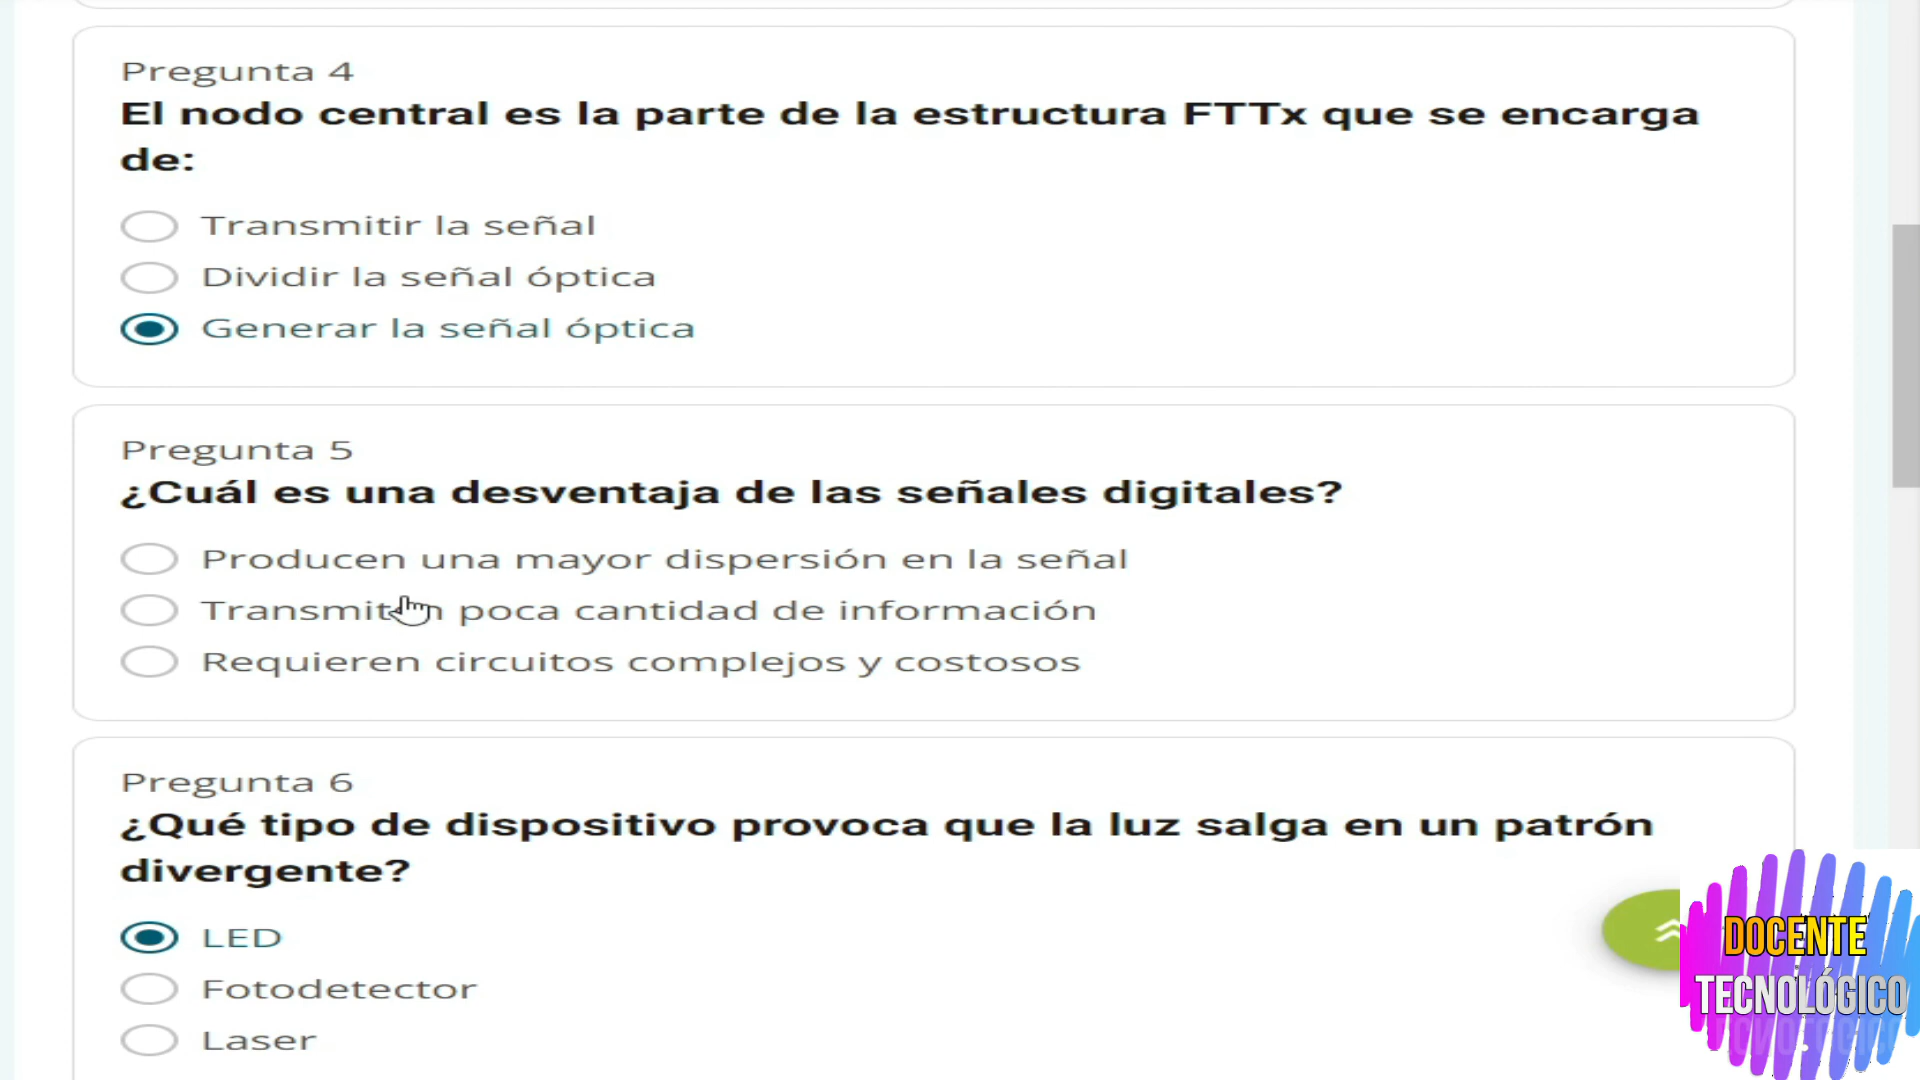 Pregunta 4
El nodo central es la parte de la estructura FTTx que se encarga
de:
Transmitir la señal
Dividir la señal óptica
Generar la señal óptica
Pregunta 5
¿Cuál es una desventaja de las señales digitales?
Producen una mayor dispersión en la señal
Transmiten poca cantidad de información
Requieren circuitos complejos y costosos
Pregunta 6
¿Qué tipo de dispositivo provoca que la luz salga en un patrón
divergente?
LED
Fotodetector
Laser
DOCENTE
TECNOLÓGICO